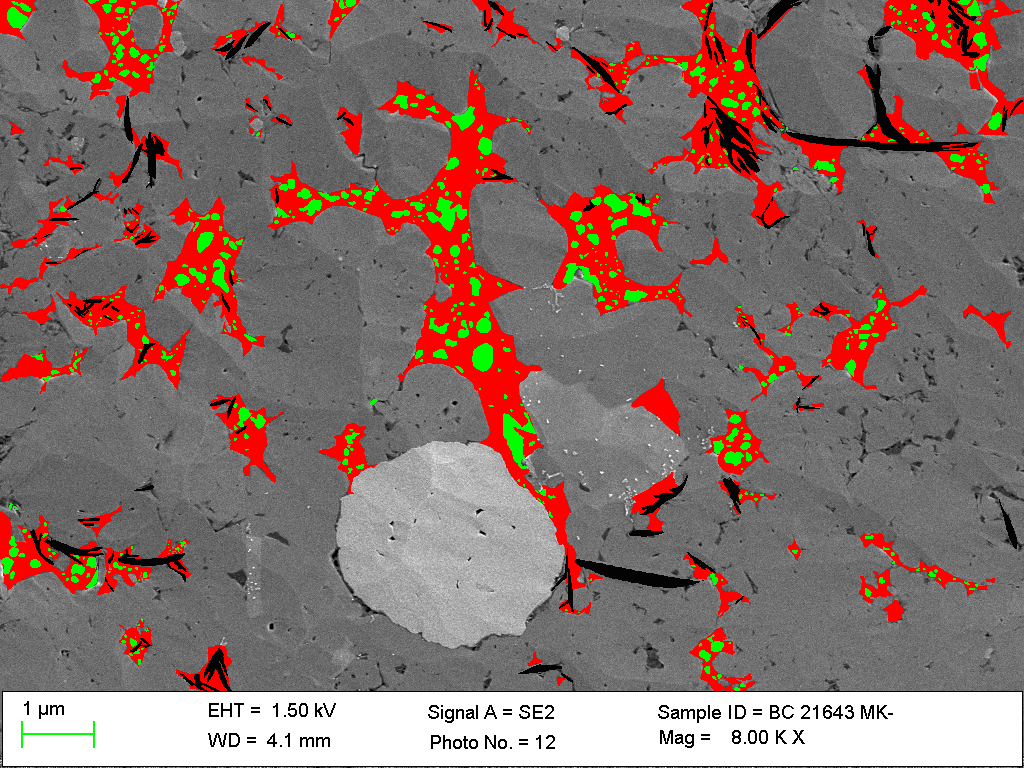 1 µm
EHT = 1.50 kV
Signal A = SE2
Sample ID = BC 21643 MK-
WD = 4.1 mm
Photo No. = 12
Mag = 8.00 K X